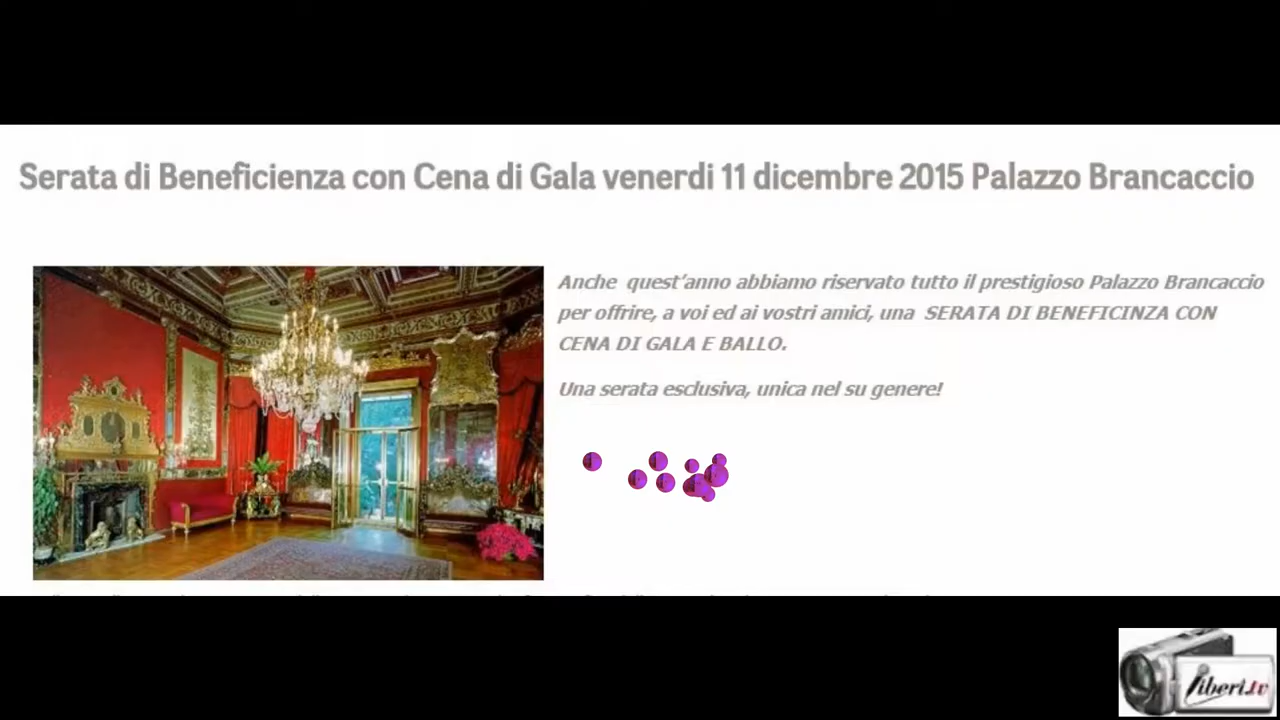 Serata di Beneficienza con Cena di Gala venerdi 11 dicembre 2015 Palazzo Brancaccio
Anche quest'anno abbiamo riservato tutto il prestigioso Palazzo Brancaccio
per offrire, a voi ed ai vostri amici, una SERATA DI BENEFICINZA CON
CENA DI GALA E BALLO.
Una serata esclusiva, unica nel su genere!
liberi.tv